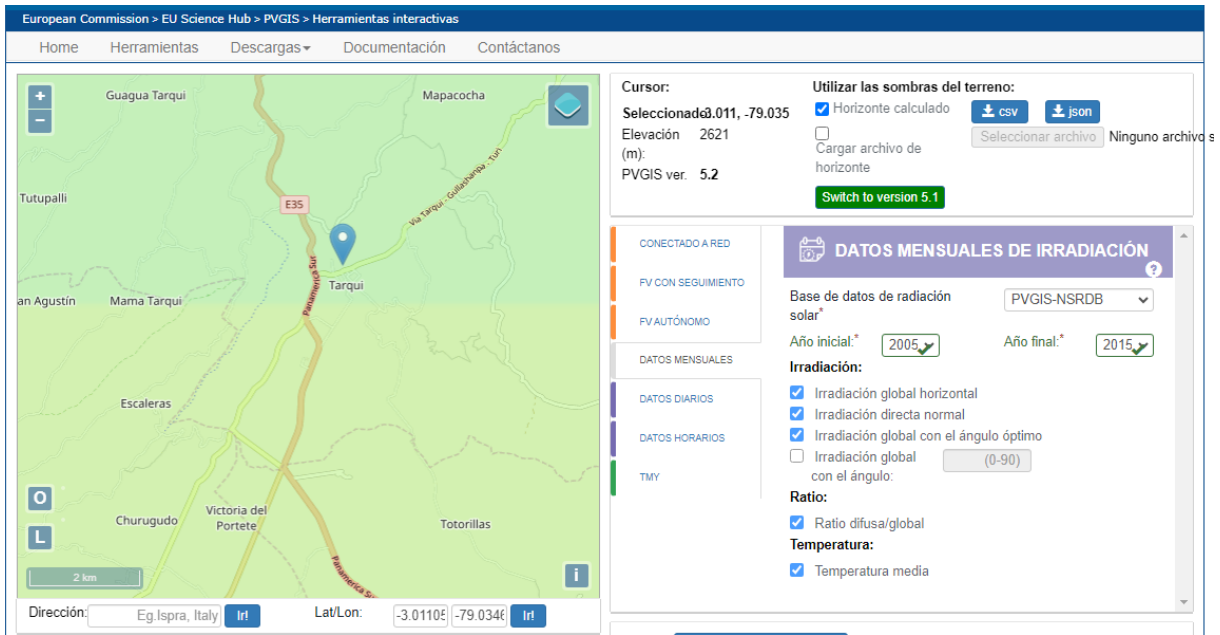 European Commission > EU Science Hub > PVGIS > Herramientas interactivas
Home Herramientas Descargas Documentación Contáctanos
+
−
Guagua Tarqui
Mapacocha
Tutupalli
E35
Via Tarqui - Gullashanpa - Turi
Panamerica Sur
Tarqui
an Agustín
Mama Tarqui
Escaleras
O
L
Churugudo
Victoria del
Portete
Totorillas
Panamerica Su
2 km
i
Dirección: Eg.Ispra, Italy Ir! Lat/Lon: -3.01105 -79.0346 Ir!
Cursor:
Seleccionado: -3.011, -79.035
Elevación 2621
(m):
PVGIS ver. 5.2
Utilizar las sombras del terreno:
Horizonte calculado
csv json
Cargar archivo de
horizonte
Seleccionar archivo Ninguno archivo s
Switch to version 5.1
CONECTADO A RED
FV CON SEGUIMIENTO
FV AUTÓNOMO
DATOS MENSUALES
DATOS DIARIOS
DATOS HORARIOS
TMY
DATOS MENSUALES DE IRRADIACIÓN
?
Base de datos de radiación
solar*
PVGIS-NSRDB
Año inicial:* 2005 Año final:* 2015
Irradiación:
Irradiación global horizontal
Irradiación directa normal
Irradiación global con el ángulo óptimo
Irradiación global
con el ángulo:
(0-90)
Ratio:
Ratio difusa/global
Temperatura:
Temperatura media